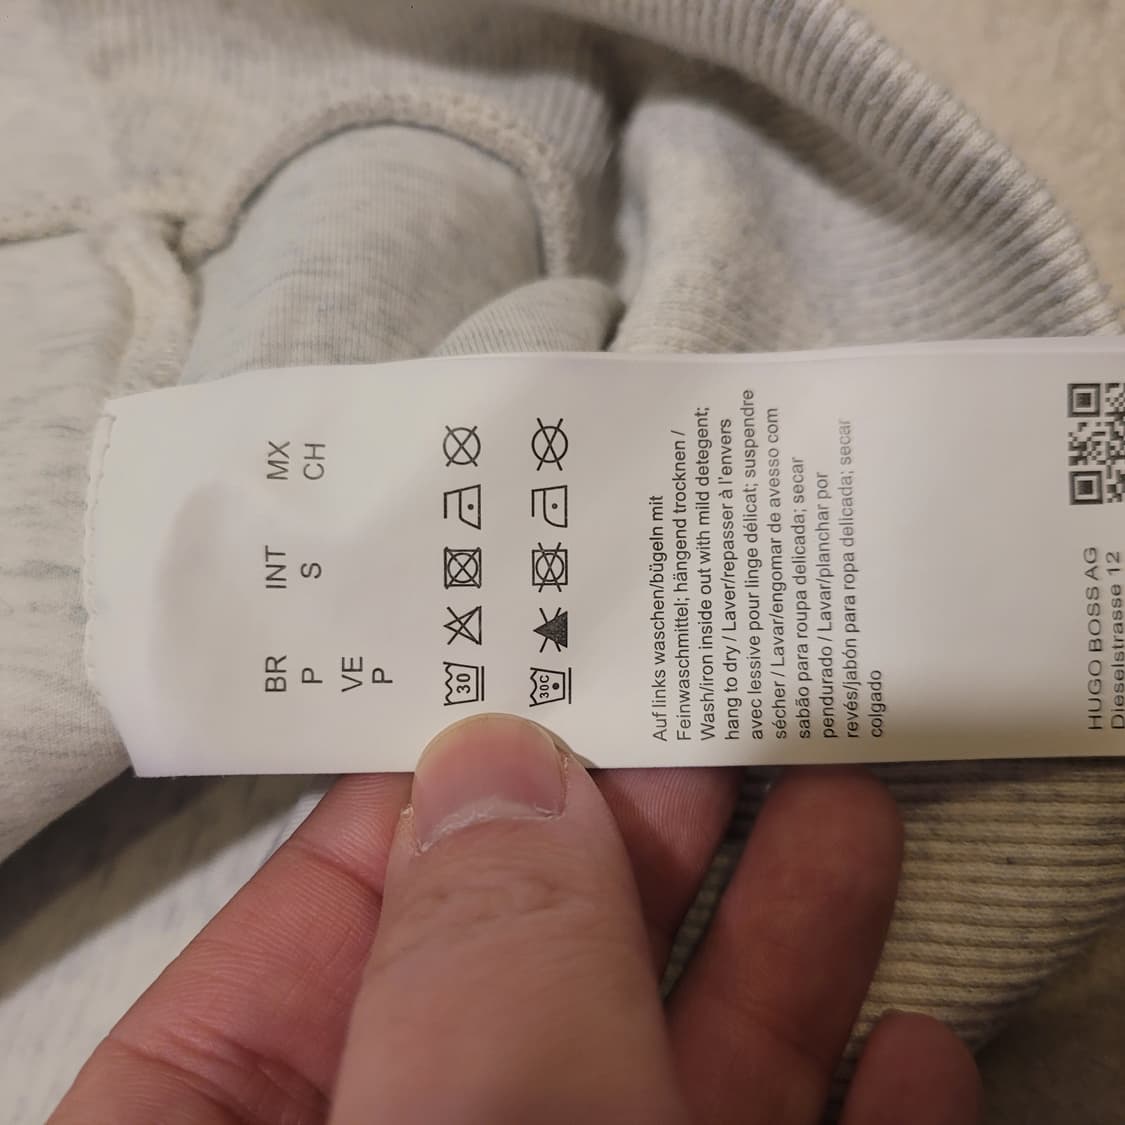 BR INT MX
P S CH
VE
P
30
30C
Auf links waschen/bügeln mit
Feinwaschmittel; hängend trocknen /
Wash/iron inside out with mild detegent;
hang to dry / Laver/repasser à l'envers
avec lessive pour linge délicat; suspendre
sécher / Lavar/engomar de avesso com
sabão para roupa delicada; secar
pendurado / Lavar/planchar por
revés/jabón para ropa delicada; secar
colgado
HUGO BOSS AG
Dieselstrasse 12